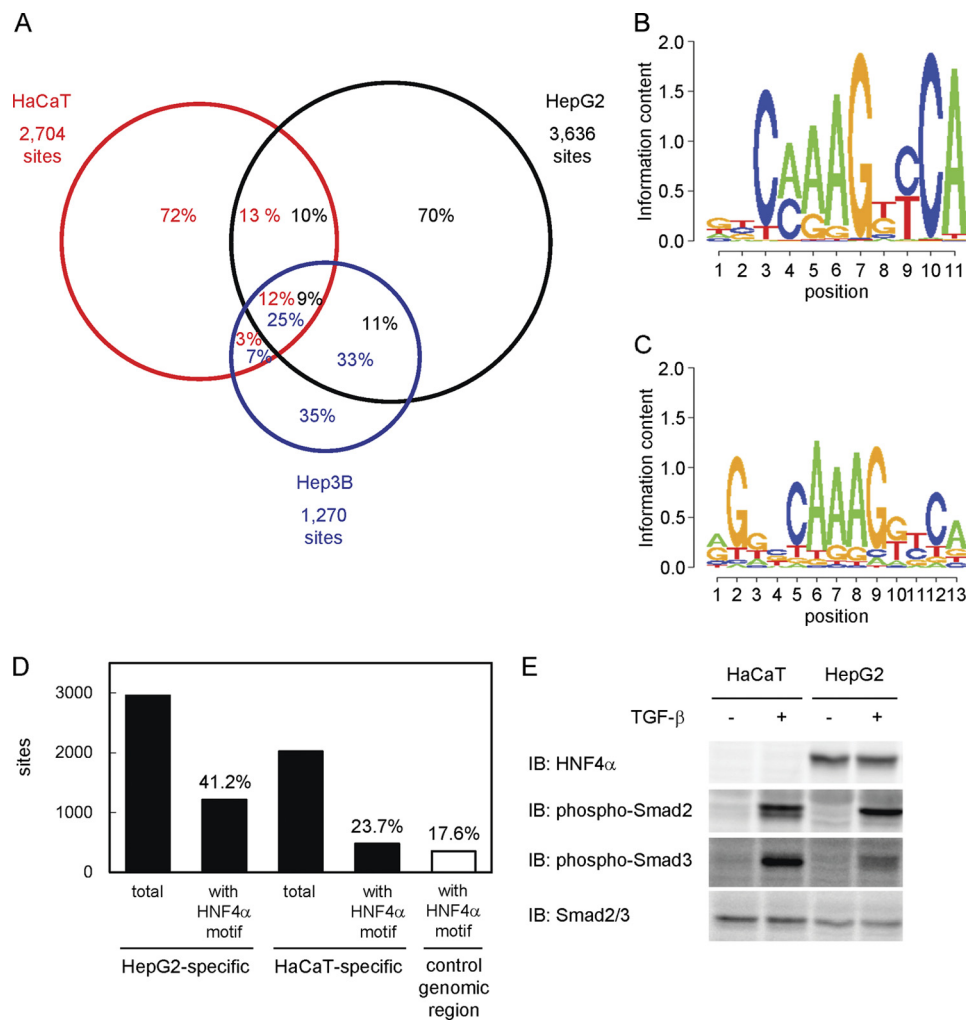 A
HaCaT
2,704
sites
HepG2
3,636
sites
72%
13 %
10%
70%
12%
9%
25%
11%
3%
7%
33%
35%
Hep3B
1,270
sites
B
Information content
2.0
1.5
1.0
0.5
0.0
1 2 3 4 5 6 7 8 9 10 11
position
C
Information content
2.0
1.5
1.0
0.5
0.0
1 2 3 4 5 6 7 8 9 10 11 12 13
position
D
sites
3000
2000
1000
0
41.2%
23.7%
17.6%
total
with
HNF4α
motif
total
with
HNF4α
motif
with
HNF4α
motif
HepG2-specific
HaCaT-specific
control
genomic
region
E
HaCaT HepG2
TGF-β - + - +
IB: HNF4α
IB: phospho-Smad2
IB: phospho-Smad3
IB: Smad2/3